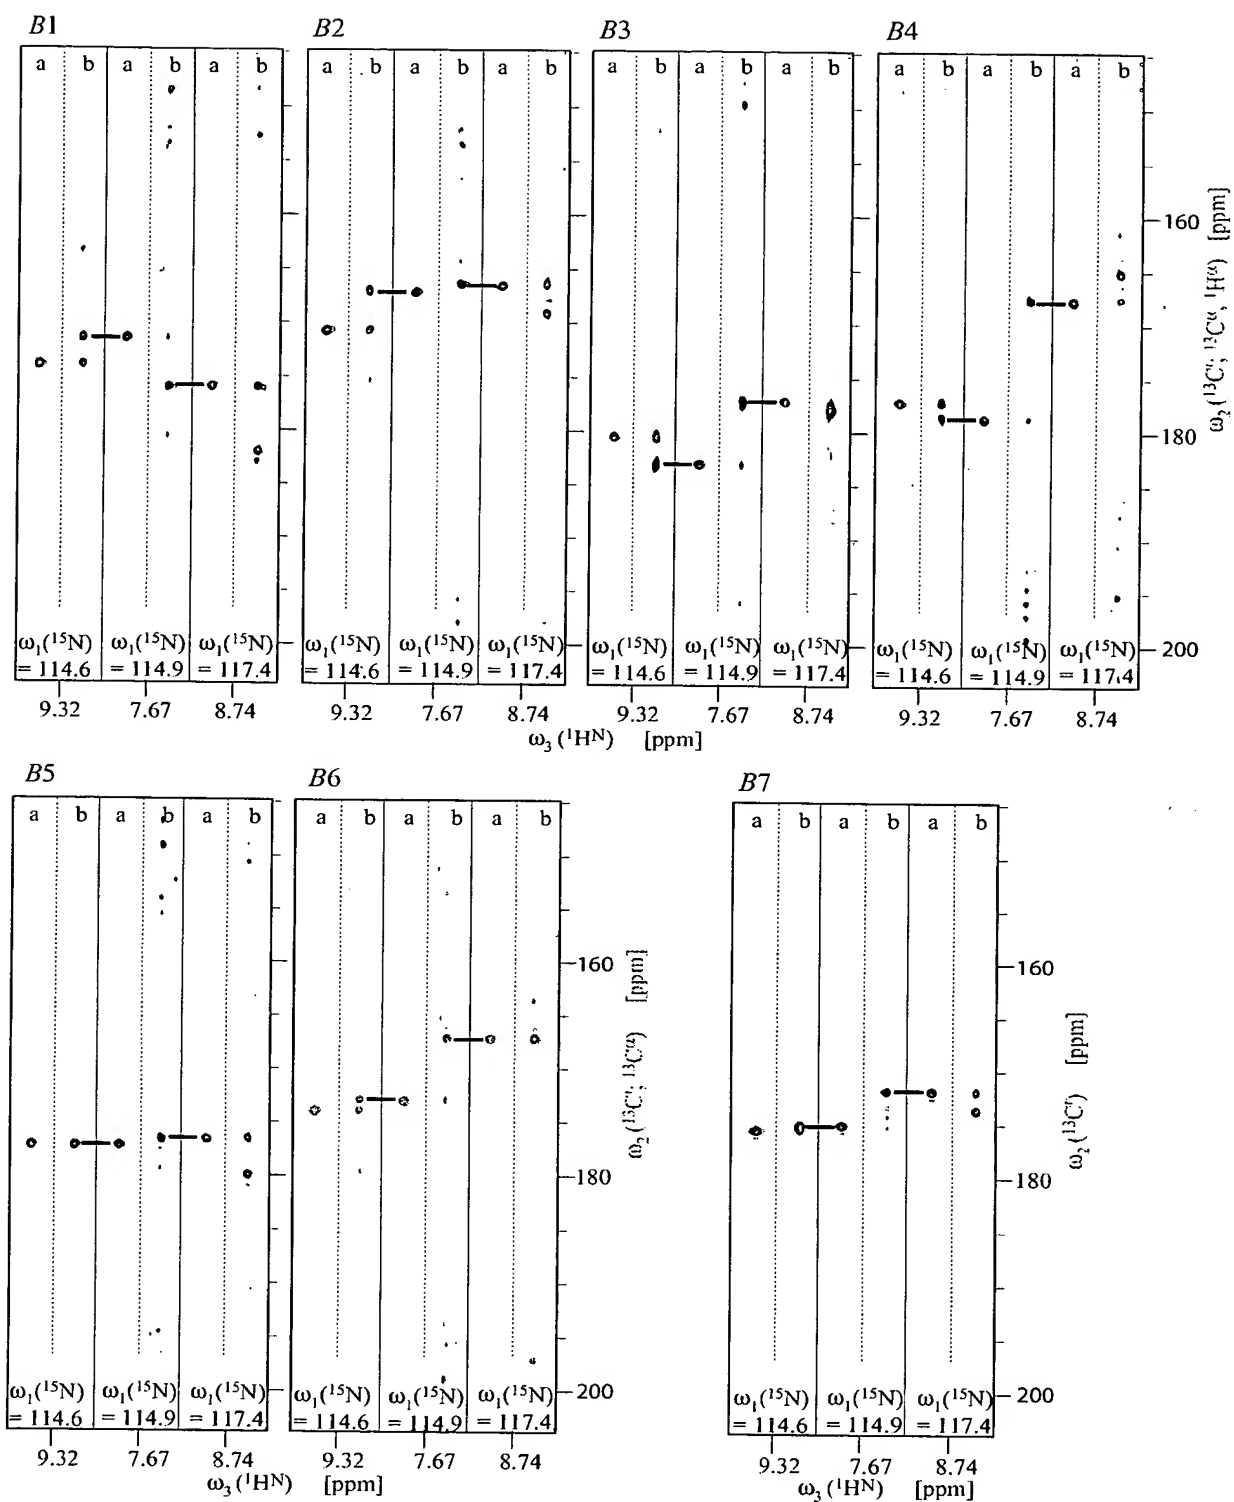 B1 B2 B3 B4
a b a b a b
a b a b a b
a b a b a b
a b a b a b
160
180
200
ω₂ (¹³C'; ¹³Cα, ¹Hα) [ppm]
ω₁(¹⁵N) ω₁(¹⁵N) ω₁(¹⁵N)
= 114.6 = 114.9 = 117.4
ω₁(¹⁵N) ω₁(¹⁵N) ω₁(¹⁵N)
= 114.6 = 114.9 = 117.4
ω₁(¹⁵N) ω₁(¹⁵N) ω₁(¹⁵N)
= 114.6 = 114.9 = 117.4
ω₁(¹⁵N) ω₁(¹⁵N) ω₁(¹⁵N)
= 114.6 = 114.9 = 117.4
9.32 7.67 8.74
9.32 7.67 8.74
9.32 7.67 8.74
9.32 7.67 8.74
ω₃ (¹Hᴺ) [ppm]
B5 B6 B7
a b a b a b
a b a b a b
a b a b a b
160
180
200
ω₂ (¹³C'; ¹³Cα) [ppm]
160
180
200
ω₂ (¹³C') [ppm]
ω₁(¹⁵N) ω₁(¹⁵N) ω₁(¹⁵N)
= 114.6 = 114.9 = 117.4
ω₁(¹⁵N) ω₁(¹⁵N) ω₁(¹⁵N)
= 114.6 = 114.9 = 117.4
ω₁(¹⁵N) ω₁(¹⁵N) ω₁(¹⁵N)
= 114.6 = 114.9 = 117.4
9.32 7.67 8.74
9.32 7.67 8.74
9.32 7.67 8.74
ω₃ (¹Hᴺ) [ppm]
ω₃ (¹Hᴺ) [ppm]